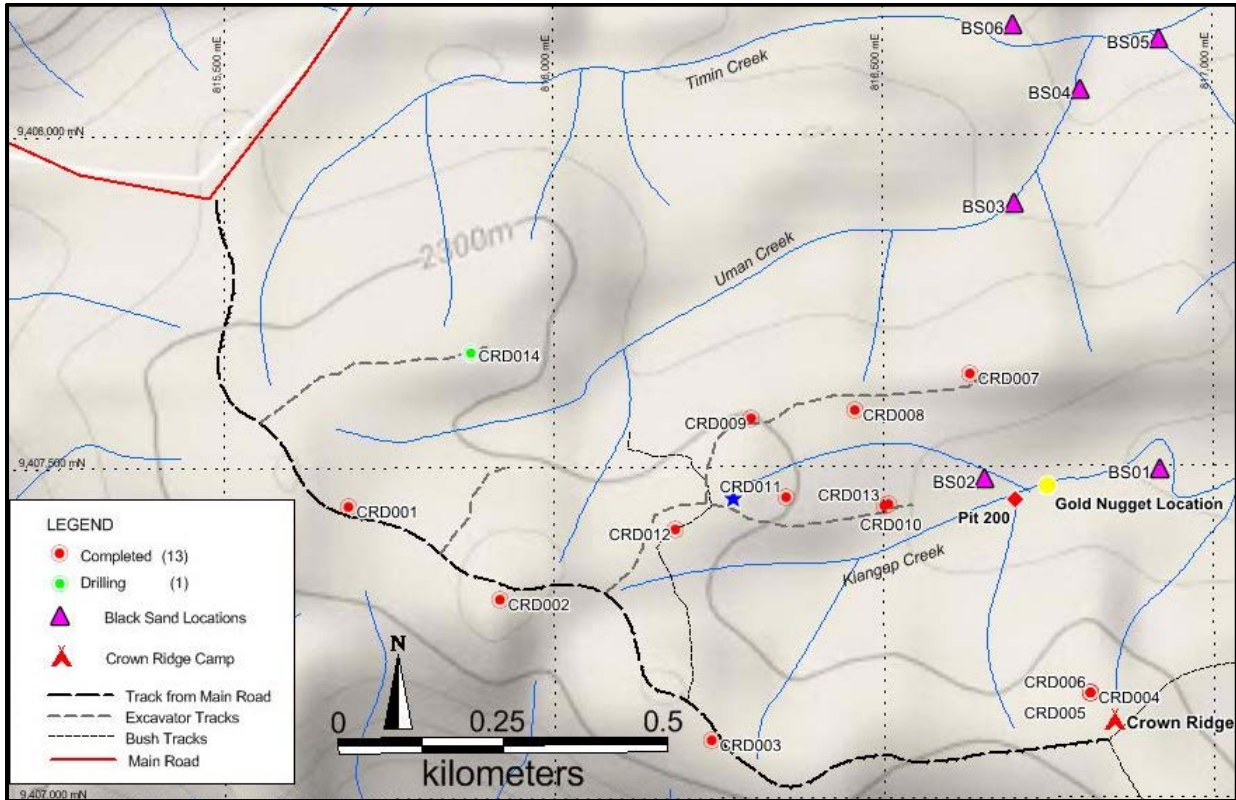 815,500 mE
816,000 mE
816,500 mE
817,000 mE
BS06
BS05
Timin Creek
BS04
9,408,000 mN
BS03
2300m
Uman Creek
CRD014
CRD007
CRD008
CRD009
9,407,500 mN
BS01
BS02
CRD011
CRD013
CRD001
CRD010
Pit 200
Gold Nugget Location
CRD012
Kiangap Creek
CRD002
LEGEND
Completed (13)
Drilling (1)
Black Sand Locations
Crown Ridge Camp
Track from Main Road
Excavator Tracks
Bush Tracks
Main Road
N
0 0.25 0.5
kilometers
CRD006
CRD004
CRD005
Crown Ridge
CRD003
9,407,000 mN